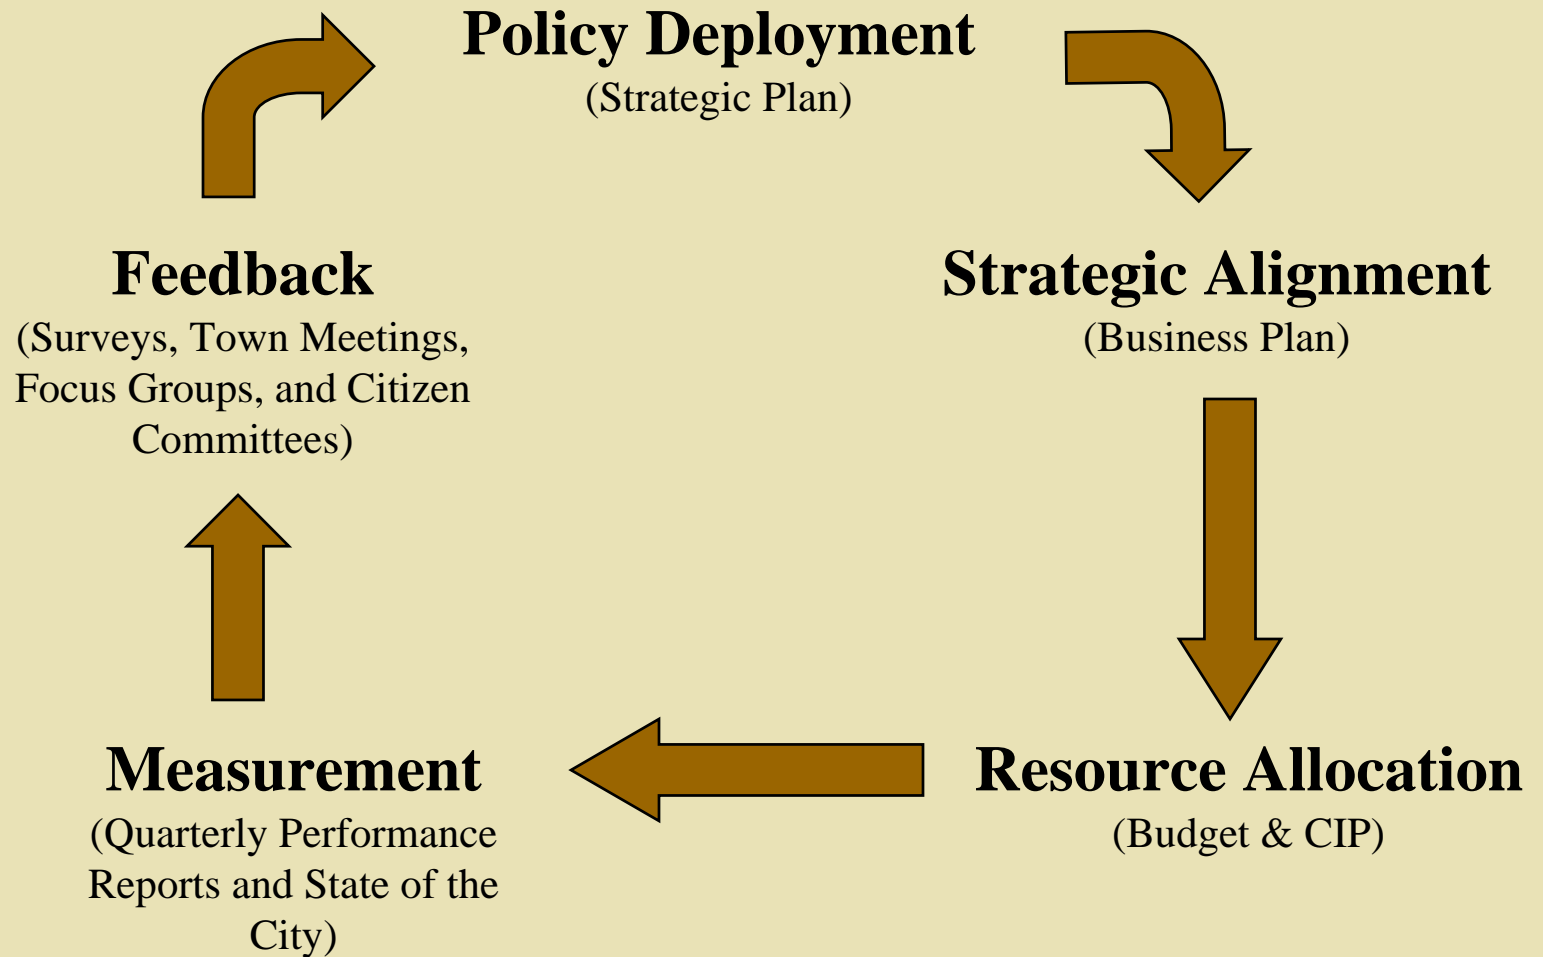 Policy Deployment
(Strategic Plan)
Feedback
(Surveys, Town Meetings,
Focus Groups, and Citizen
Committees)
Strategic Alignment
(Business Plan)
Measurement
(Quarterly Performance
Reports and State of the
City)
Resource Allocation
(Budget & CIP)